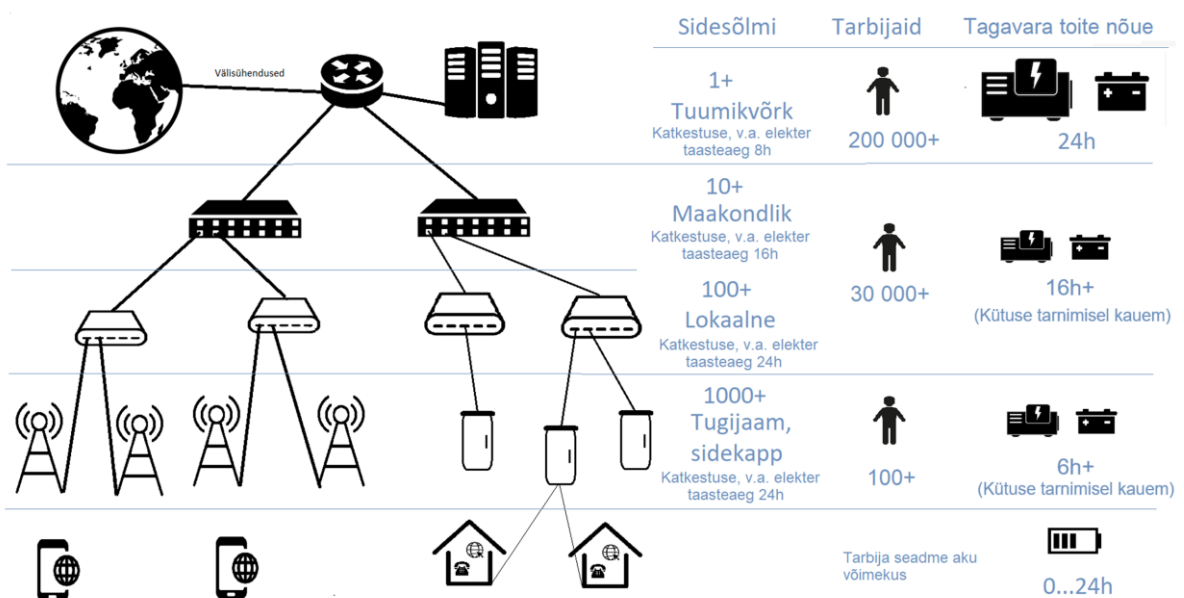 Sidesõlmi
Tarbijaid
Tagavara toite nõue
Välisühendused
1+
Tuumikvõrk
Katkestuse, v.a. elekter
taasteaeg 8h
200 000+
24h
10+
Maakondlik
Katkestuse, v.a. elekter
taasteaeg 16h
100+
Lokaalne
Katkestuse, v.a. elekter
taasteaeg 24h
30 000+
16h+
(Kütuse tarnimisel kauem)
1000+
Tugijaam,
sidekapp
Katkestuse, v.a. elekter
taasteaeg 24h
100+
6h+
(Kütuse tarnimisel kauem)
Tarbija seadme aku
võimekus
0...24h